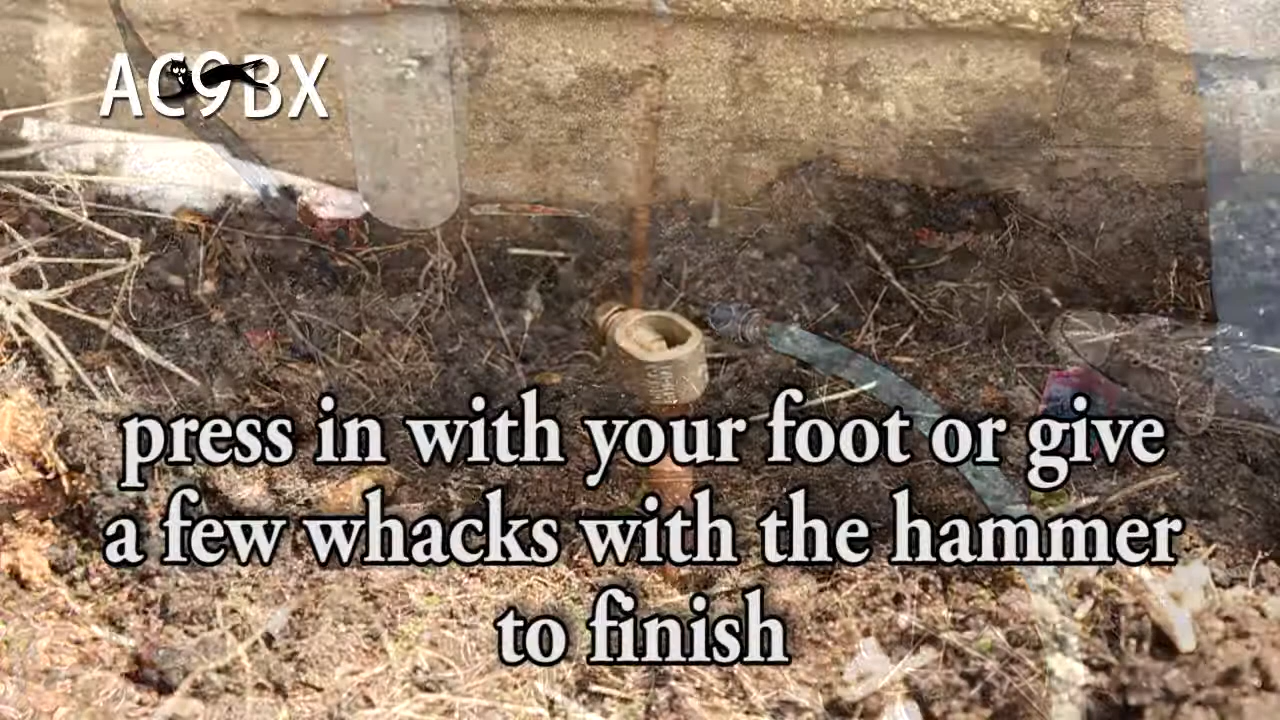 AC9BX
press in with your foot or give
a few whacks with the hammer
to finish